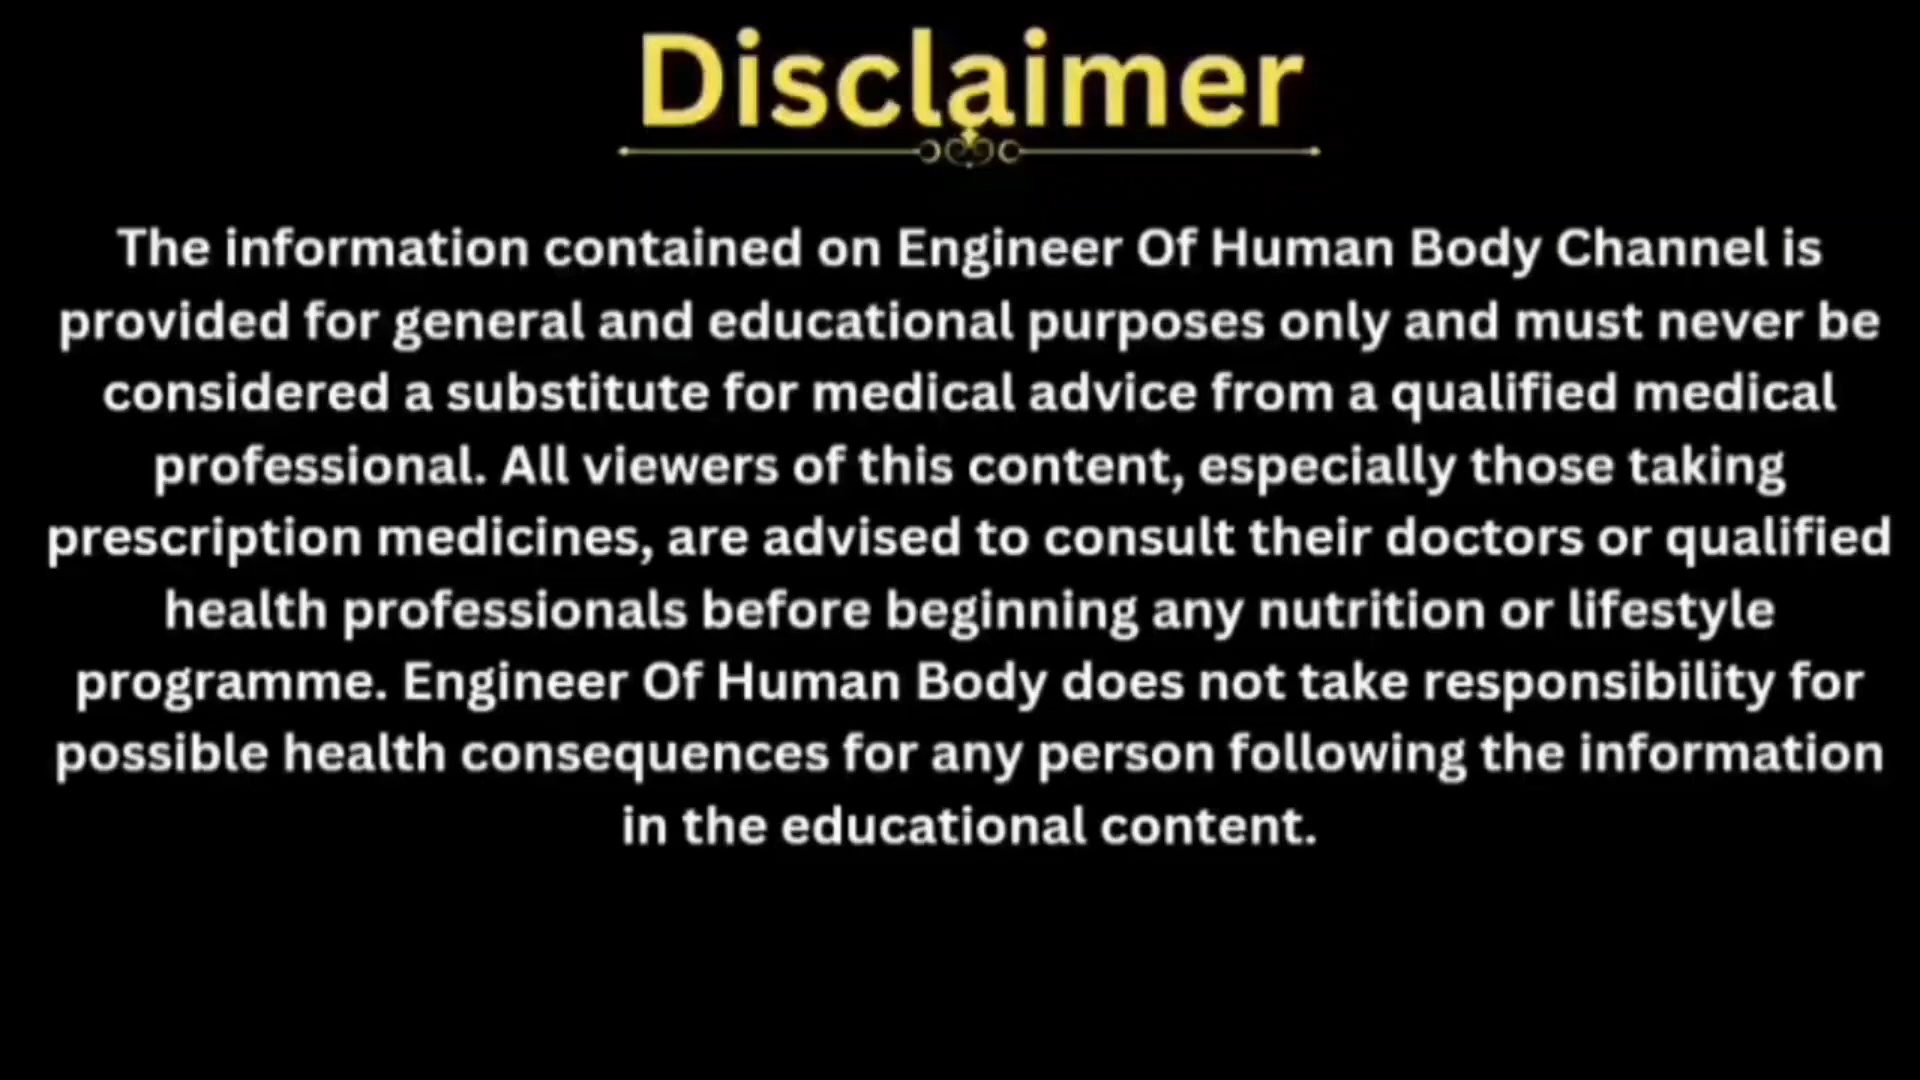 Disclaimer
The information contained on Engineer Of Human Body Channel is
provided for general and educational purposes only and must never be
considered a substitute for medical advice from a qualified medical
professional. All viewers of this content, especially those taking
prescription medicines, are advised to consult their doctors or qualified
health professionals before beginning any nutrition or lifestyle
programme. Engineer Of Human Body does not take responsibility for
possible health consequences for any person following the information
in the educational content.